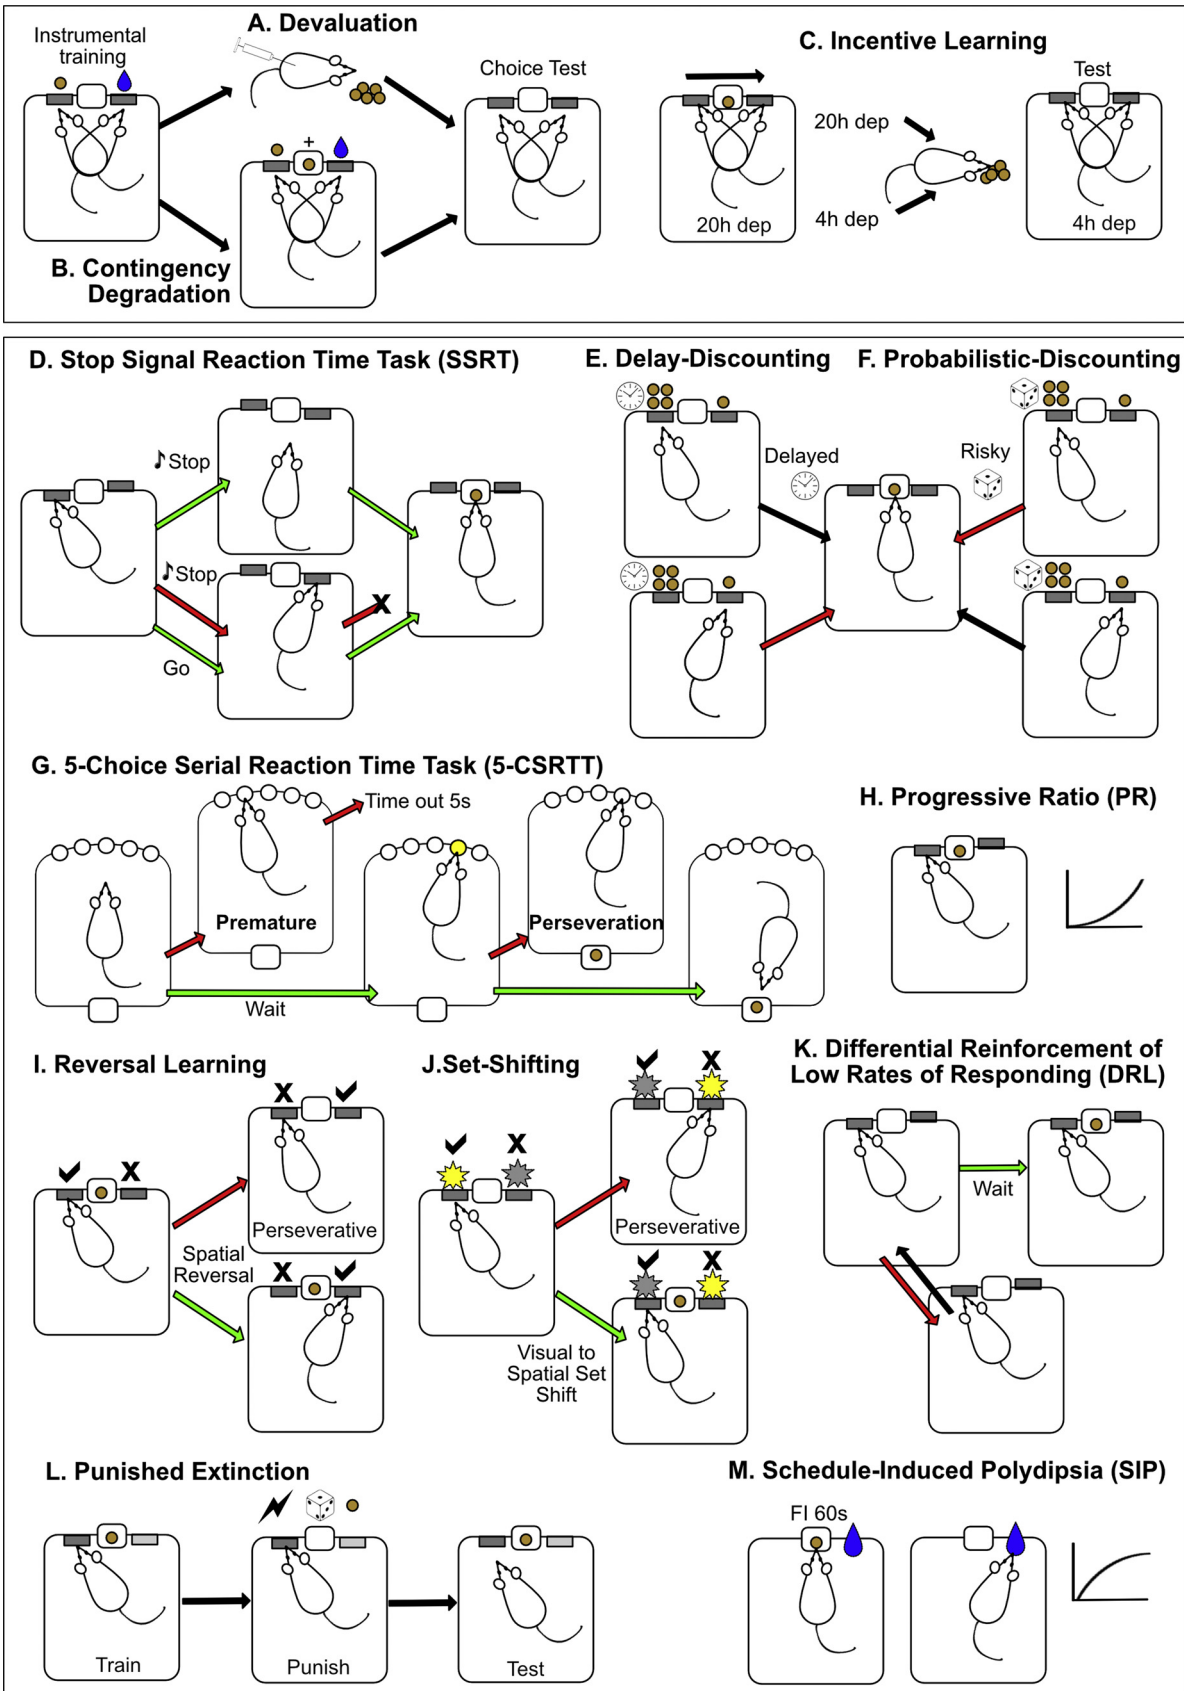 A. Devaluation
Instrumental
training
Choice Test
+
B. Contingency
Degradation
C. Incentive Learning
20h dep
20h dep
4h dep
Test
4h dep
D. Stop Signal Reaction Time Task (SSRT)
♪Stop
♪Stop
X
Go
E. Delay-Discounting
Delayed
F. Probabilistic-Discounting
Risky
G. 5-Choice Serial Reaction Time Task (5-CSRTT)
Time out 5s
Premature
Perseveration
Wait
H. Progressive Ratio (PR)
I. Reversal Learning
X ✔
✔ X
Perseverative
Spatial
Reversal
X ✔
J.Set-Shifting
✔ X
✔ X
Perseverative
✔ X
Visual to
Spatial Set
Shift
K. Differential Reinforcement of
Low Rates of Responding (DRL)
Wait
L. Punished Extinction
Train
Punish
Test
M. Schedule-Induced Polydipsia (SIP)
FI 60s